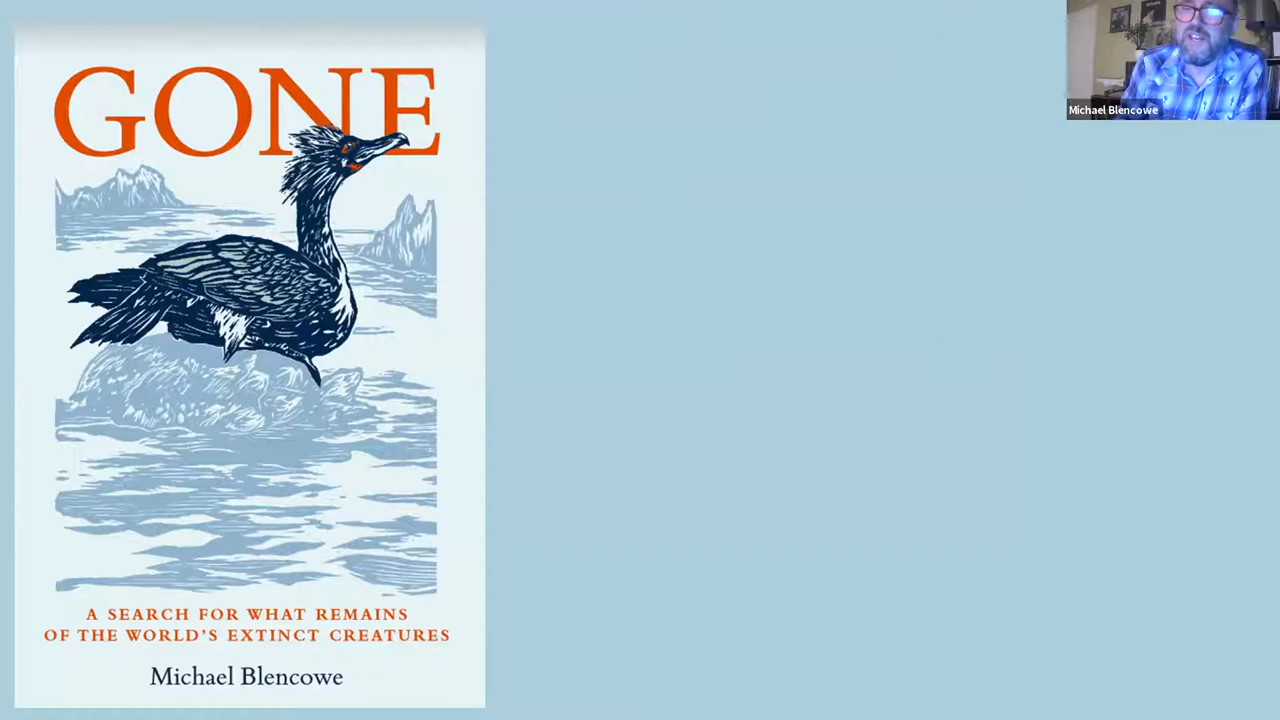 GONE
A SEARCH FOR WHAT REMAINS
OF THE WORLD'S EXTINCT CREATURES
Michael Blencowe
Michael Blencowe